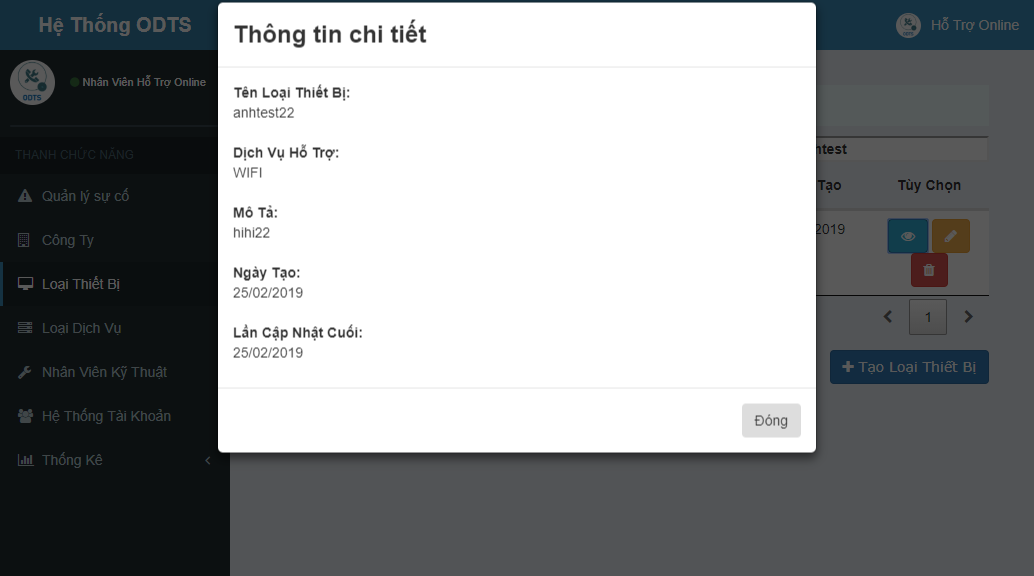 Hệ Thống ODTS
Hỗ Trợ Online
ODTS
Nhân Viên Hỗ Trợ Online
THANH CHỨC NĂNG
Quản lý sự cố
Công Ty
Loại Thiết Bị
Loại Dịch Vụ
Nhân Viên Kỹ Thuật
Hệ Thống Tài Khoản
Thống Kê
Thông tin chi tiết
Tên Loại Thiết Bị:
anhtest22
Dịch Vụ Hỗ Trợ:
WIFI
Mô Tả:
hihi22
Ngày Tạo:
25/02/2019
Lần Cập Nhật Cuối:
25/02/2019
Đóng
ntest
Tạo
Tùy Chọn
2019
1
Tạo Loại Thiết Bị